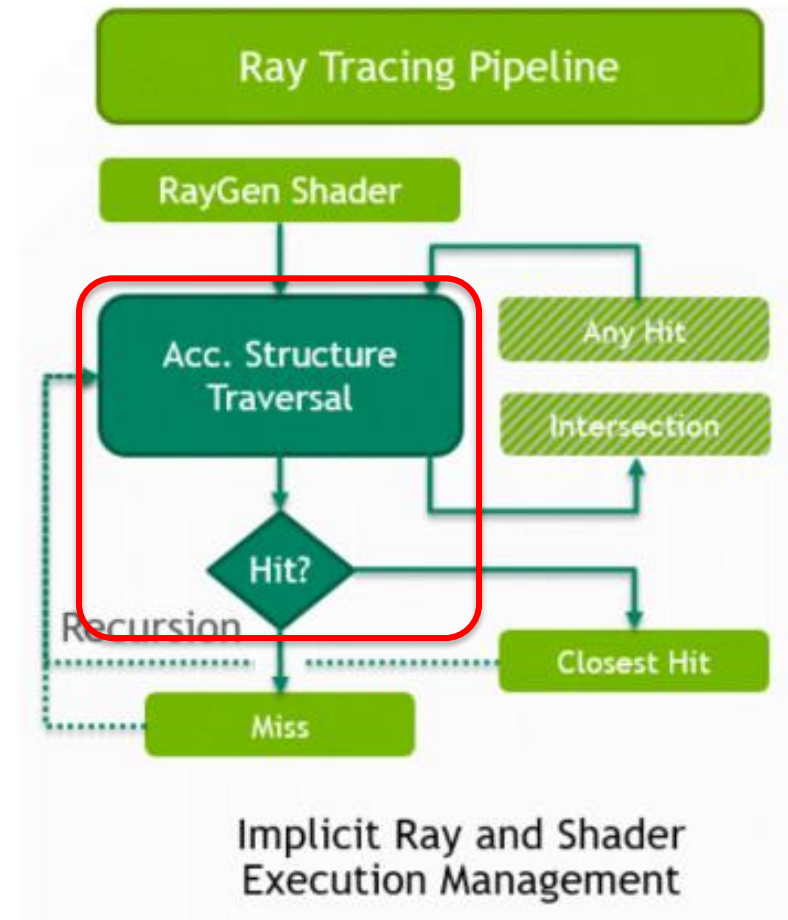 Ray Tracing Pipeline
RayGen Shader
Acc. Structure
Traversal
Any Hit
Intersection
Hit?
Recursion
Closest Hit
Miss
Implicit Ray and Shader
Execution Management